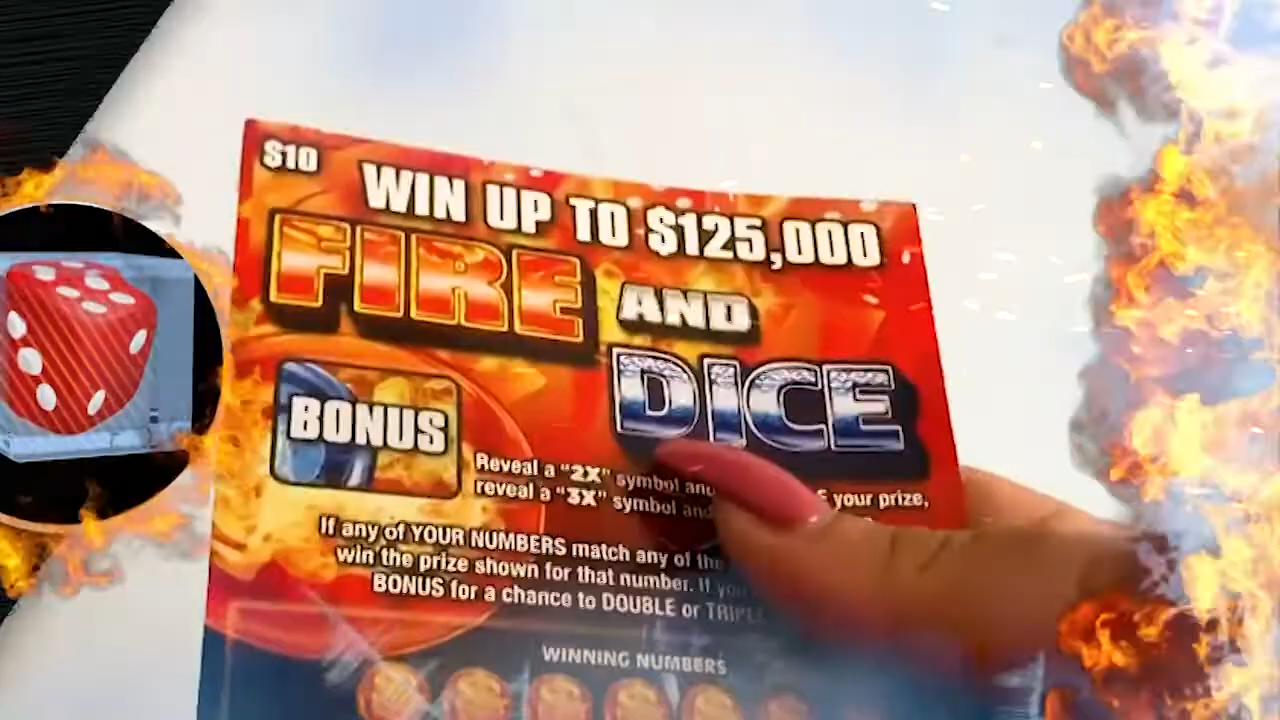 $10
WIN UP TO $125,000
FIRE
AND
DICE
BONUS
Reveal a "2X" symbol and your prize,
reveal a "3X" symbol and
If any of YOUR NUMBERS match any of the
win the prize shown for that number. If you
BONUS for a chance to DOUBLE or TRIPLE
WINNING NUMBERS